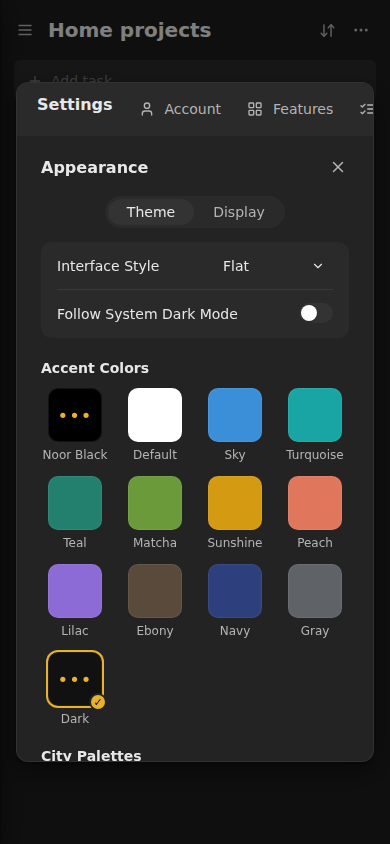 Home projects
Add task
Settings
Account
Features
Appearance
Theme
Display
Interface Style
Flat
Follow System Dark Mode
Accent Colors
Noor Black
Default
Sky
Turquoise
Teal
Matcha
Sunshine
Peach
Lilac
Ebony
Navy
Gray
Dark
City Palettes